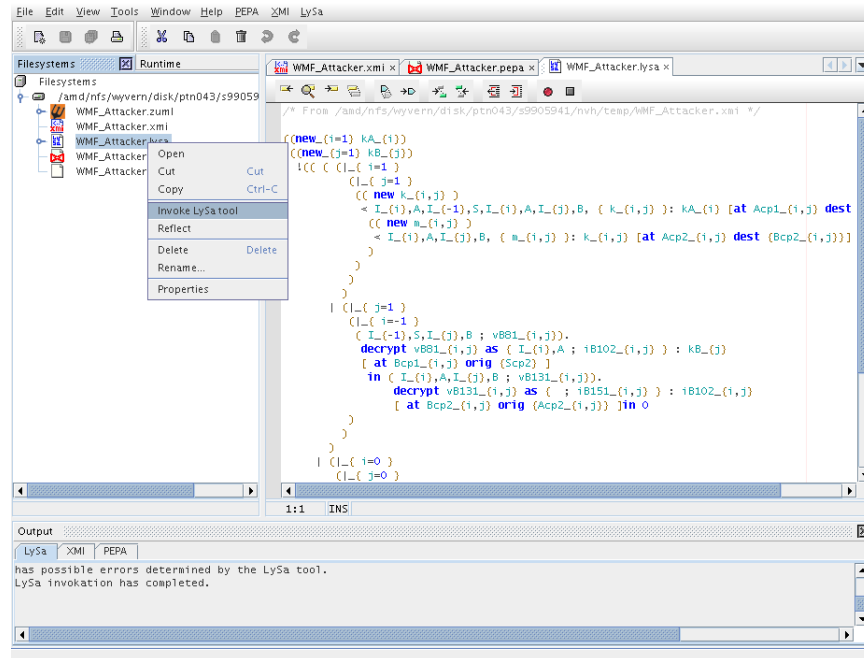 File Edit View Tools Window Help PEPA XMI LySa
Filesystems Runtime
Filesystems
/amd/nfs/wyvern/disk/ptn043/s99059
WMF_Attacker.zuml
WMF_Attacker.xmi
WMF_Attacker.lysa
WMF_Attacker
WMF_Attacker
Open
Cut Cut
Copy Ctrl-C
Invoke LySa tool
Reflect
Delete Delete
Rename...
Properties
WMF_Attacker.xmi × WMF_Attacker.pepa × WMF_Attacker.lysa ×
/* From /amd/nfs/wyvern/disk/ptn043/s9905941/nvh/temp/WMF_Attacker.xmi */
((new_{i=1} kA_{i})
((new_{j=1} kB_{j})
!(( ( (|_{ i=1 }
(|_{ j=1 }
(( new k_{i,j} )
< I_{i},A,I_{-1},S,I_{i},A,I_{j},B, { k_{i,j} }: kA_{i} [at Acp1_{i,j} dest
(( new m_{i,j} )
< I_{i},A,I_{j},B, { m_{i,j} }: k_{i,j} [at Acp2_{i,j} dest {Bcp2_{i,j}}]
)
)
)
)
| (|_{ j=1 }
(|_{ i=-1 }
( I_{-1},S,I_{j},B ; vB81_{i,j}).
decrypt vB81_{i,j} as { I_{i},A ; iB102_{i,j} } : kB_{j}
[ at Bcp1_{i,j} orig {Scp2} ]
in ( I_{i},A,I_{j},B ; vB131_{i,j}).
decrypt vB131_{i,j} as { ; iB151_{i,j} } : iB102_{i,j}
[ at Bcp2_{i,j} orig {Acp2_{i,j}} ]in 0
)
)
)
| (|_{ i=0 }
(|_{ j=0 }
1:1 INS
Output
LySa XMI PEPA
has possible errors determined by the LySa tool.
LySa invokation has completed.